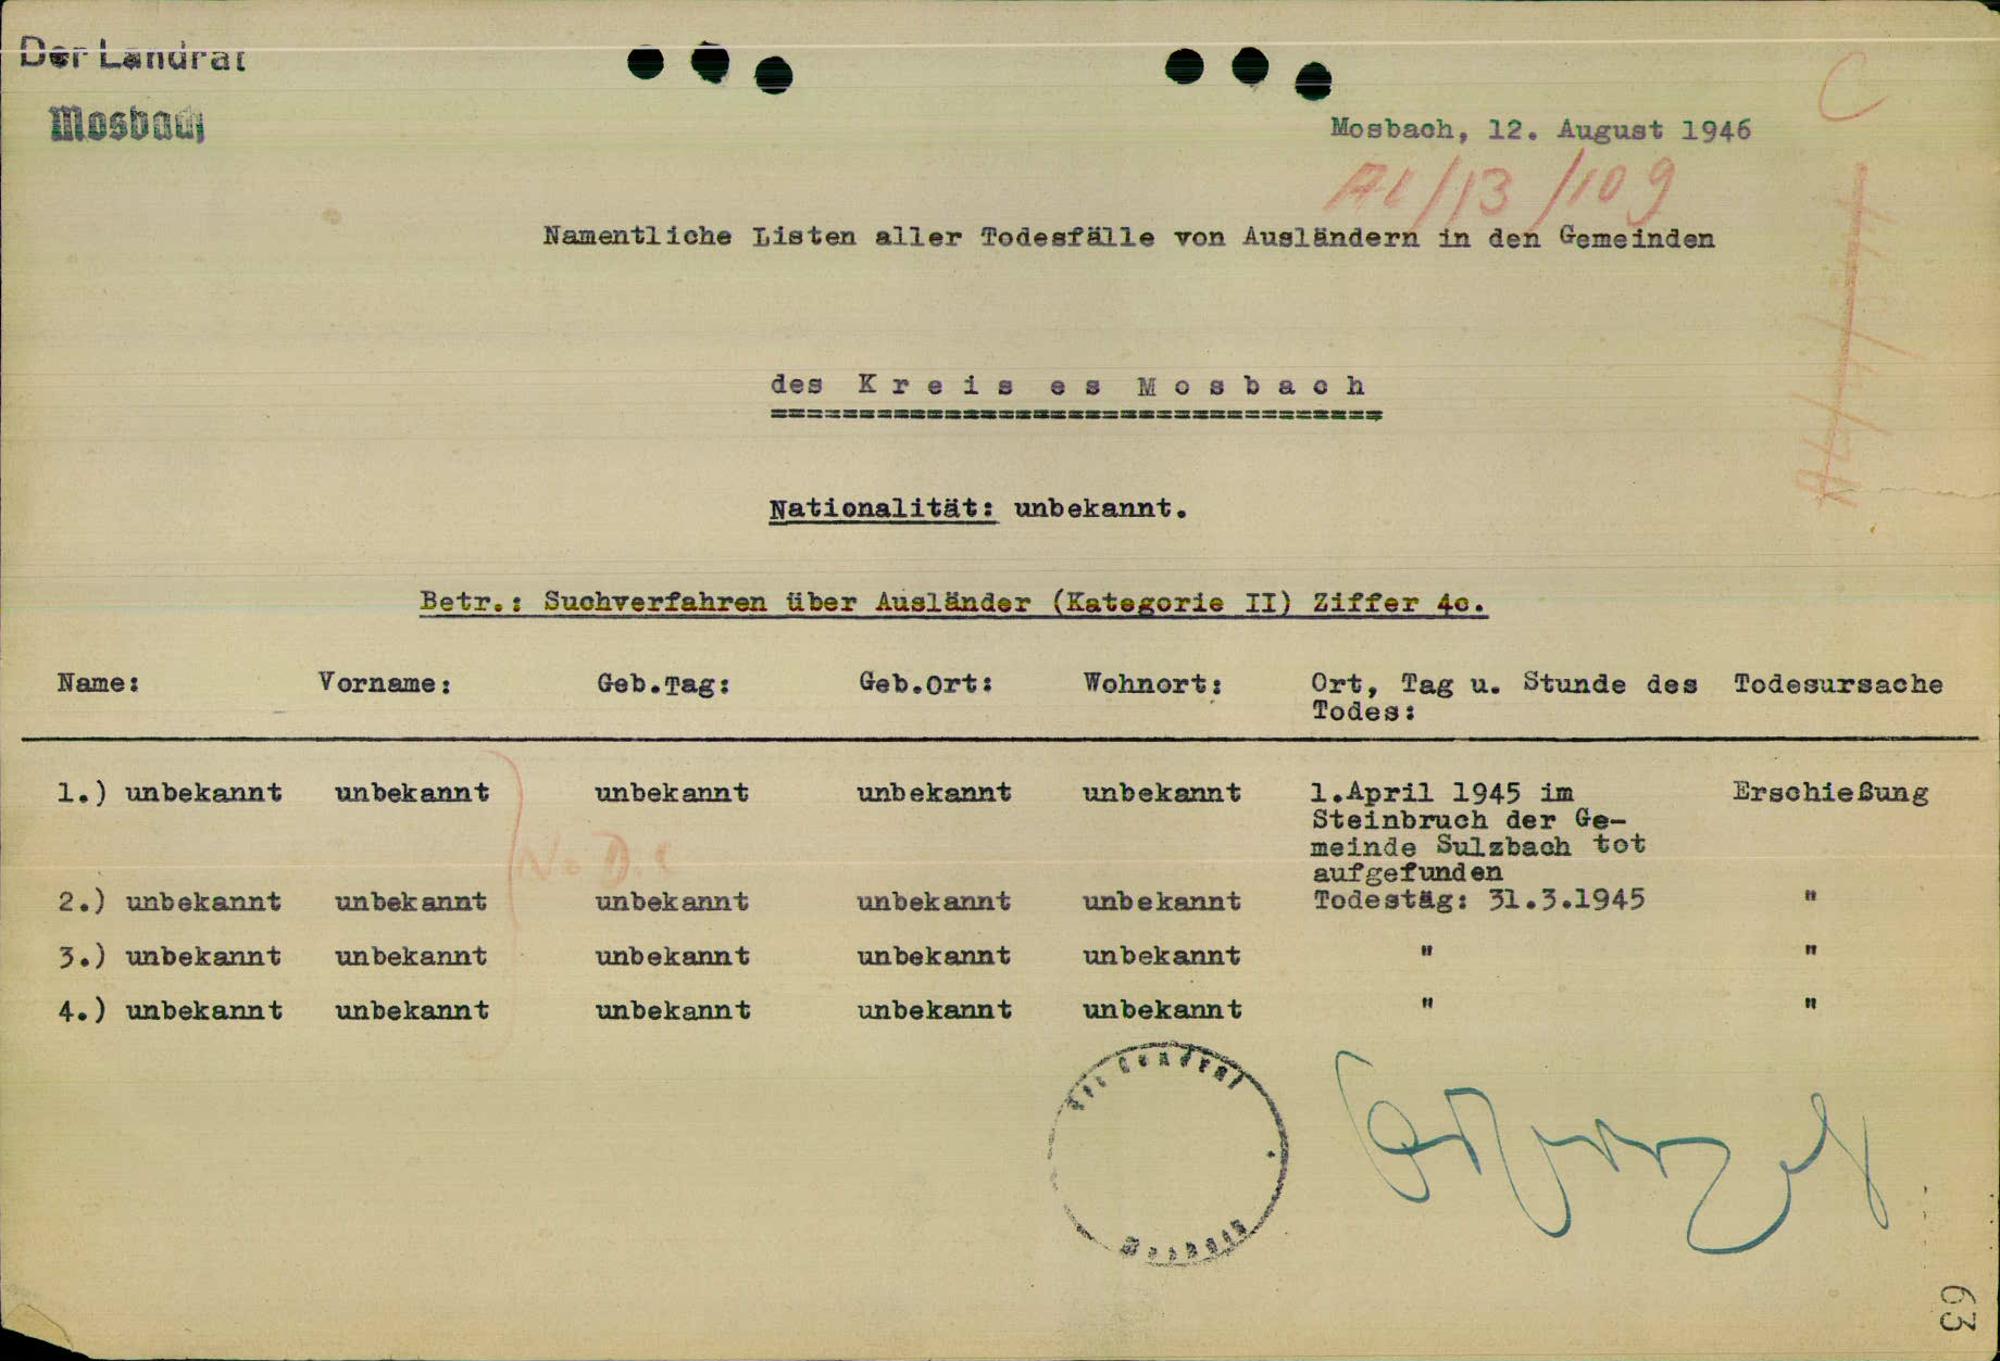 Der Landrat
Mosbach
Mosbach, 12. August 1946
C
AL/13/109
Namentliche Listen aller Todesfälle von Ausländern in den Gemeinden
des K r e i s e s M o s b a c h
===================================
Nationalität: unbekannt.
Betr.: Suchverfahren über Ausländer (Kategorie II) Ziffer 4c.
Name: Vorname: Geb.Tag: Geb.Ort: Wohnort: Ort, Tag u. Stunde des Todesursache
Todes:
1.) unbekannt unbekannt unbekannt unbekannt unbekannt 1.April 1945 im Erschießung
Steinbruch der Ge-
meinde Sulzbach tot
aufgefunden
2.) unbekannt unbekannt unbekannt unbekannt unbekannt Todestäg: 31.3.1945 "
3.) unbekannt unbekannt unbekannt unbekannt unbekannt " "
4.) unbekannt unbekannt unbekannt unbekannt unbekannt " "
Der Landrat
Mosbach
63